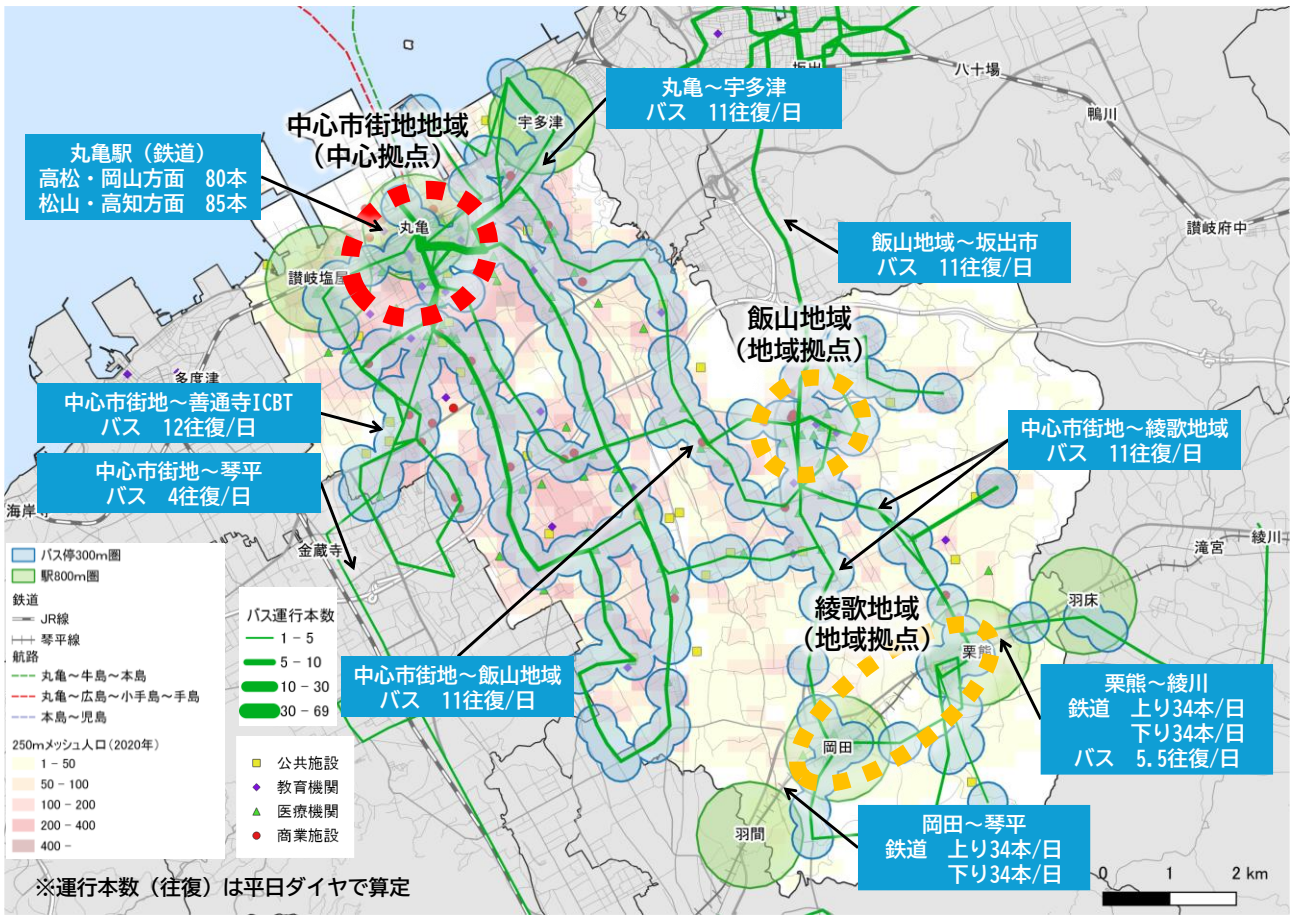 坂出
八十場
鴨川
讃岐府中
丸亀~宇多津
バス 11往復/日
中心市街地地域
(中心拠点)
宇多津
丸亀駅(鉄道)
高松・岡山方面 80本
松山・高知方面 85本
丸亀
讃岐塩屋
飯山地域~坂出市
バス 11往復/日
飯山地域
(地域拠点)
多度津
中心市街地~善通寺ICBT
バス 12往復/日
中心市街地~綾歌地域
バス 11往復/日
中心市街地~琴平
バス 4往復/日
海岸寺
金蔵寺
滝宮
綾川
羽床
綾歌地域
(地域拠点)
栗熊
中心市街地~飯山地域
バス 11往復/日
栗熊~綾川
鉄道 上り34本/日
下り34本/日
バス 5.5往復/日
岡田
羽間
岡田~琴平
鉄道 上り34本/日
下り34本/日
バス停300m圏
駅800m圏
鉄道
JR線
琴平線
航路
丸亀~牛島~本島
丸亀~広島~小手島~手島
本島~児島
250mメッシュ人口(2020年)
1 - 50
50 - 100
100 - 200
200 - 400
400 -
バス運行本数
1 - 5
5 - 10
10 - 30
30 - 69
公共施設
教育機関
医療機関
商業施設
※運行本数(往復)は平日ダイヤで算定
0 1 2 km